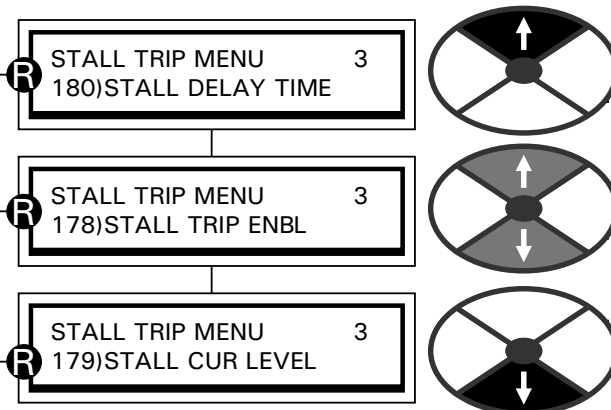 STALL TRIP MENU 3
R 180)STALL DELAY TIME
STALL TRIP MENU 3
R 178)STALL TRIP ENBL
STALL TRIP MENU 3
R 179)STALL CUR LEVEL